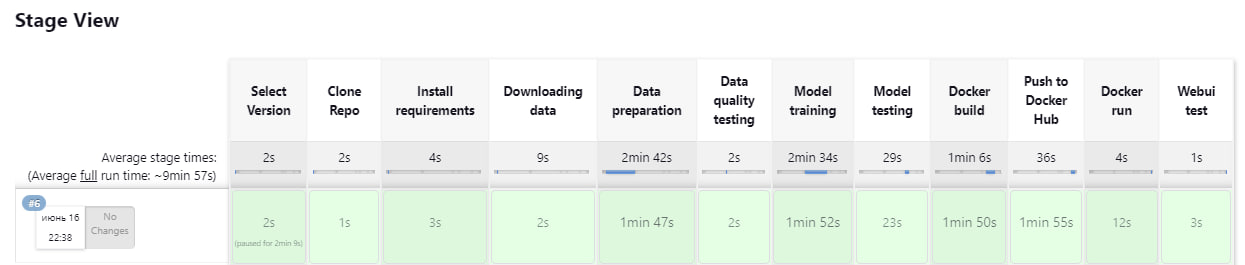 Stage View
Select Version
Clone Repo
Install requirements
Downloading data
Data preparation
Data quality testing
Model training
Model testing
Docker build
Push to Docker Hub
Docker run
Webui test
Average stage times:
(Average full run time: ~9min 57s)
2s
2s
4s
9s
2min 42s
2s
2min 34s
29s
1min 6s
36s
4s
1s
#6
июнь 16
22:38
No
Changes
2s
(paused for 2min 9s)
1s
3s
2s
1min 47s
2s
1min 52s
23s
1min 50s
1min 55s
12s
3s